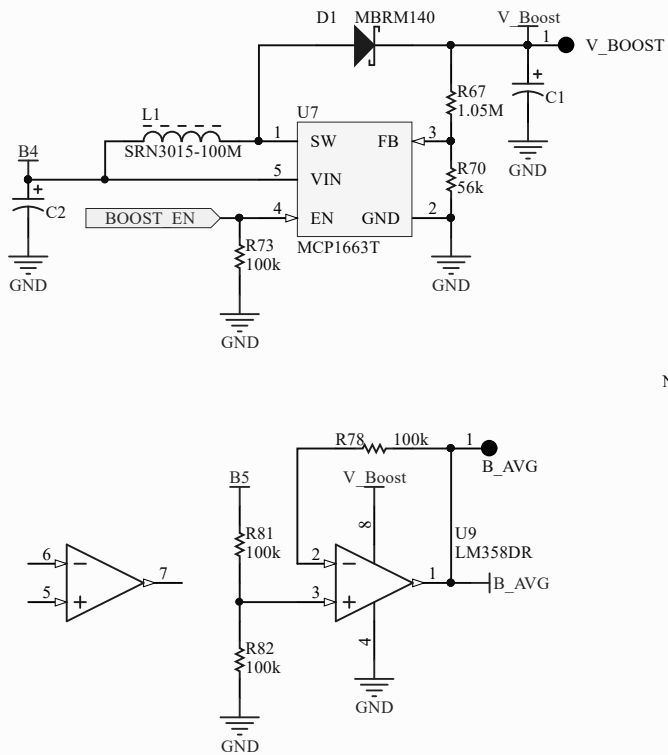 D1 MBRM140
V_Boost
1
V_BOOST
L1
SRN3015-100M
U7
R67
1.05M
C1
1 SW FB 3
B4
5 VIN
R70
56k
GND
C2
BOOST_EN
4 EN GND 2
MCP1663T
R73
100k
GND
GND
GND
N
R78 100k
1
B_AVG
B5
V_Boost
8
R81
100k
U9
LM358DR
6
−
7
5
+
2
−
1
B_AVG
3
+
4
R82
100k
GND
GND